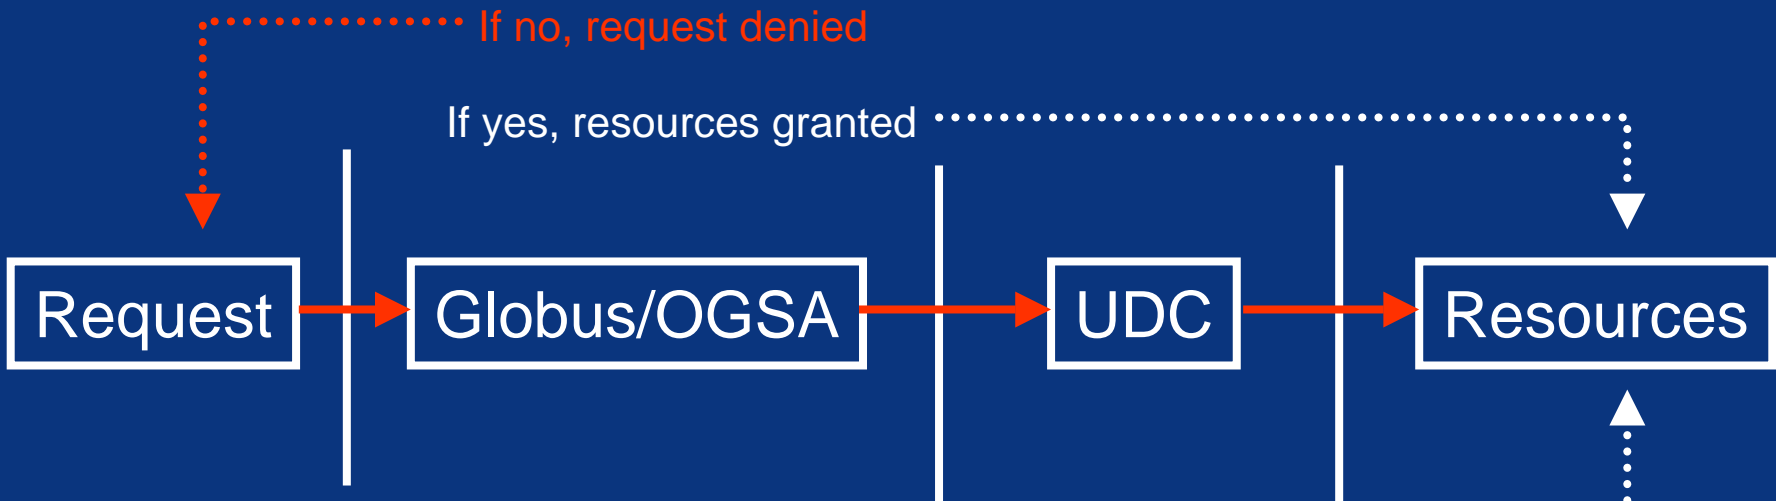 If no, request denied
If yes, resources granted
Request
Globus/OGSA
UDC
Resources